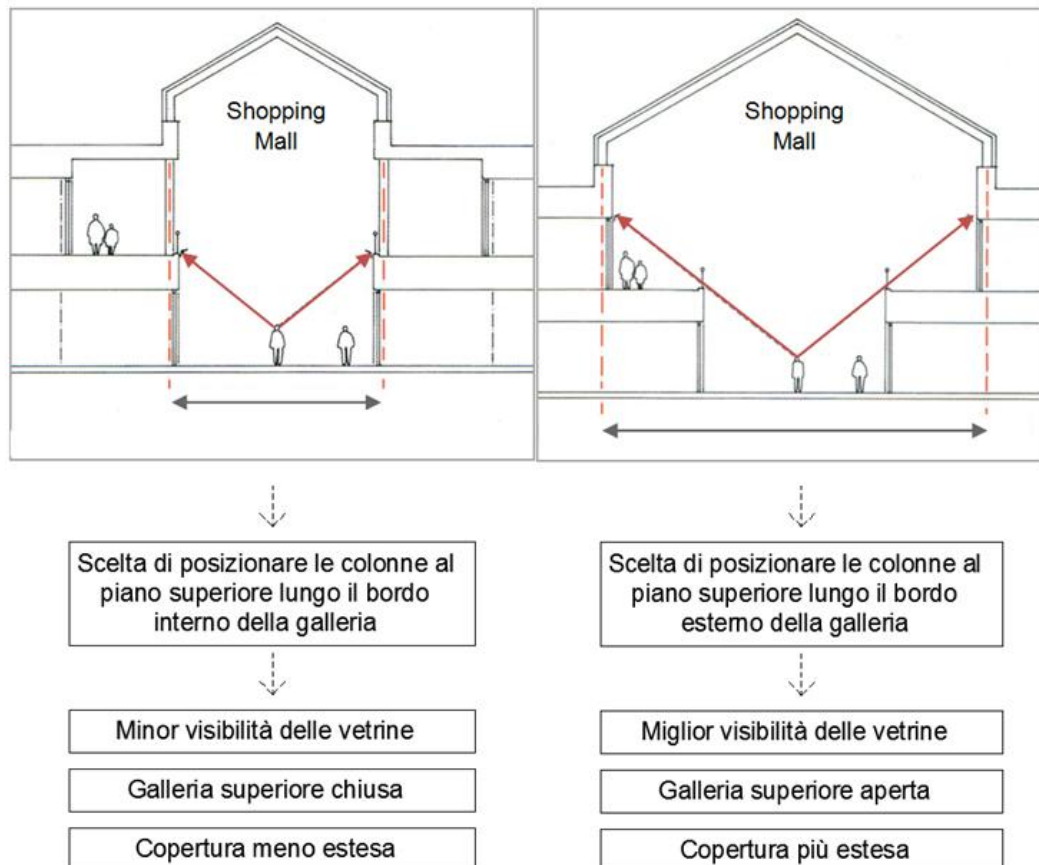 Shopping
Mall
Shopping
Mall
Scelta di posizionare le colonne al
piano superiore lungo il bordo
interno della galleria
Scelta di posizionare le colonne al
piano superiore lungo il bordo
esterno della galleria
Minor visibilità delle vetrine
Miglior visibilità delle vetrine
Galleria superiore chiusa
Galleria superiore aperta
Copertura meno estesa
Copertura più estesa